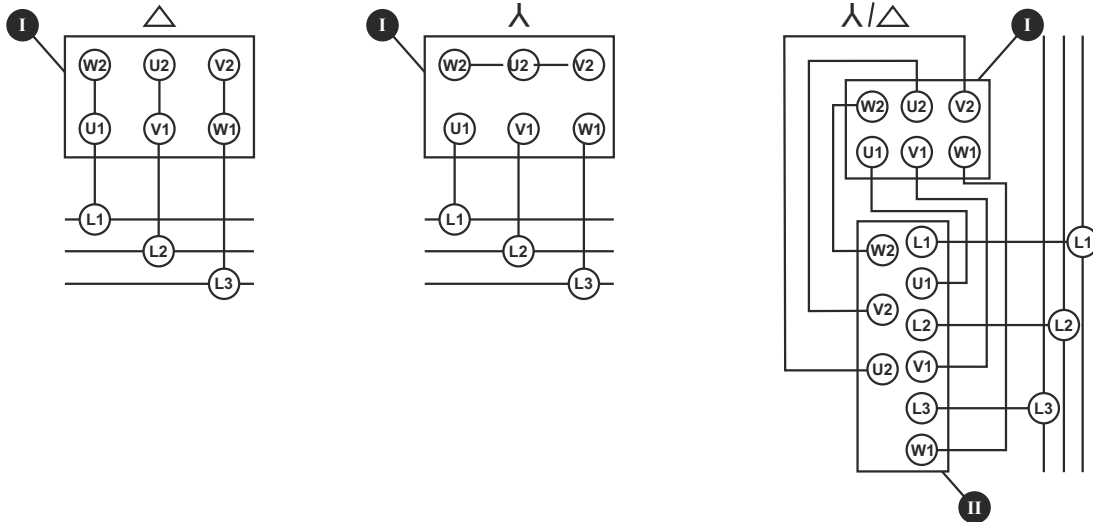 I
W2 U2 V2
U1 V1 W1
L1
L2
L3
I
W2 U2 V2
U1 V1 W1
L1
L2
L3
/
I
W2 U2 V2
U1 V1 W1
W2 L1 L1
U1
V2 L2 L2
U2 V1
L3 L3
W1
II